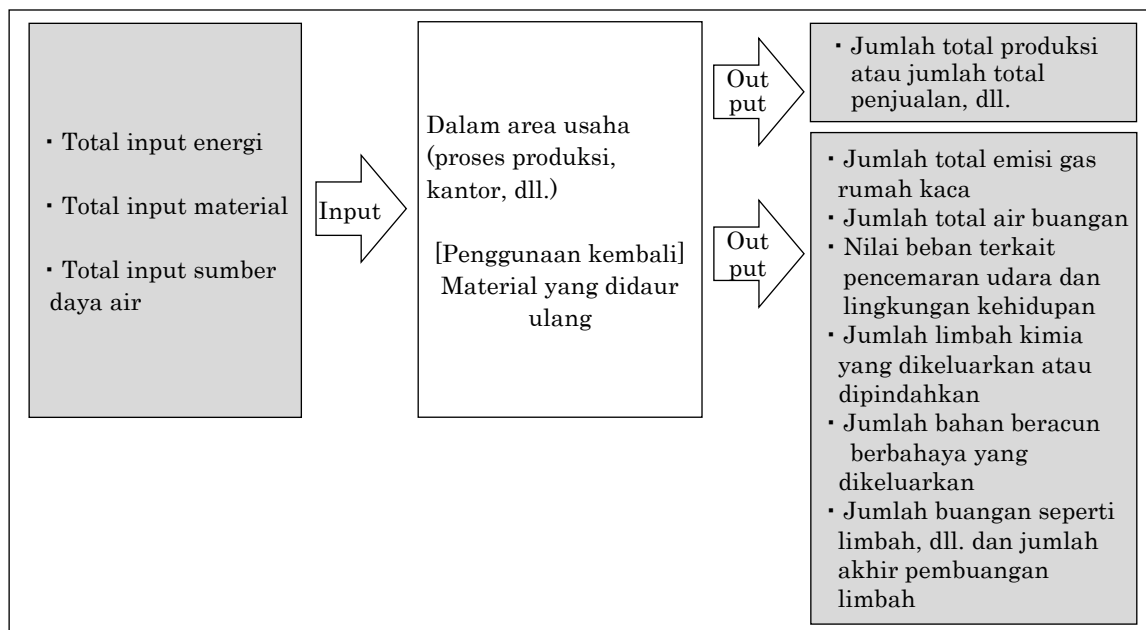 ・Total input energi
・Total input material
・Total input sumber
daya air
Input
Dalam area usaha
(proses produksi,
kantor, dll.)
[Penggunaan kembali]
Material yang didaur
ulang
Out
put
・Jumlah total produksi
atau jumlah total
penjualan, dll.
Out
put
・Jumlah total emisi gas
rumah kaca
・Jumlah total air buangan
・Nilai beban terkait
pencemaran udara dan
lingkungan kehidupan
・Jumlah limbah kimia
yang dikeluarkan atau
dipindahkan
・Jumlah bahan beracun
berbahaya yang
dikeluarkan
・Jumlah buangan seperti
limbah, dll. dan jumlah
akhir pembuangan
limbah